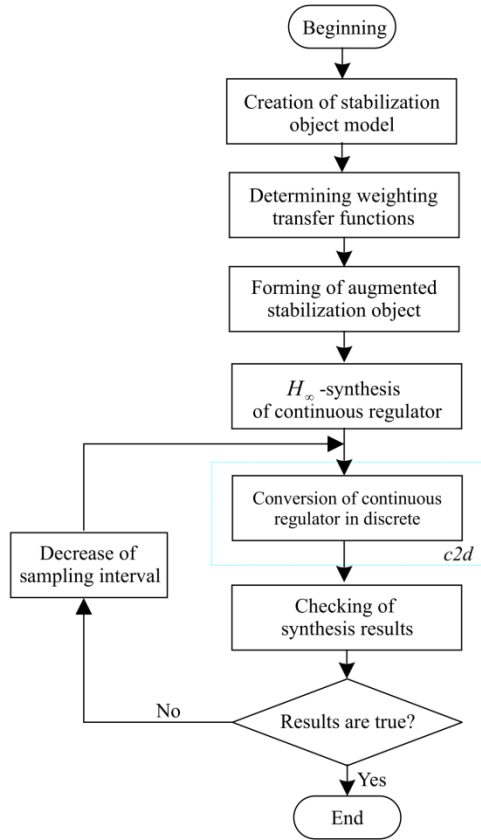 Beginning
Creation of stabilization
object model
Determining weighting
transfer functions
Forming of augmented
stabilization object
H∞ -synthesis
of continuous regulator
Conversion of continuous
regulator in discrete
c2d
Decrease of
sampling interval
Checking of
synthesis results
Results are true?
No
Yes
End